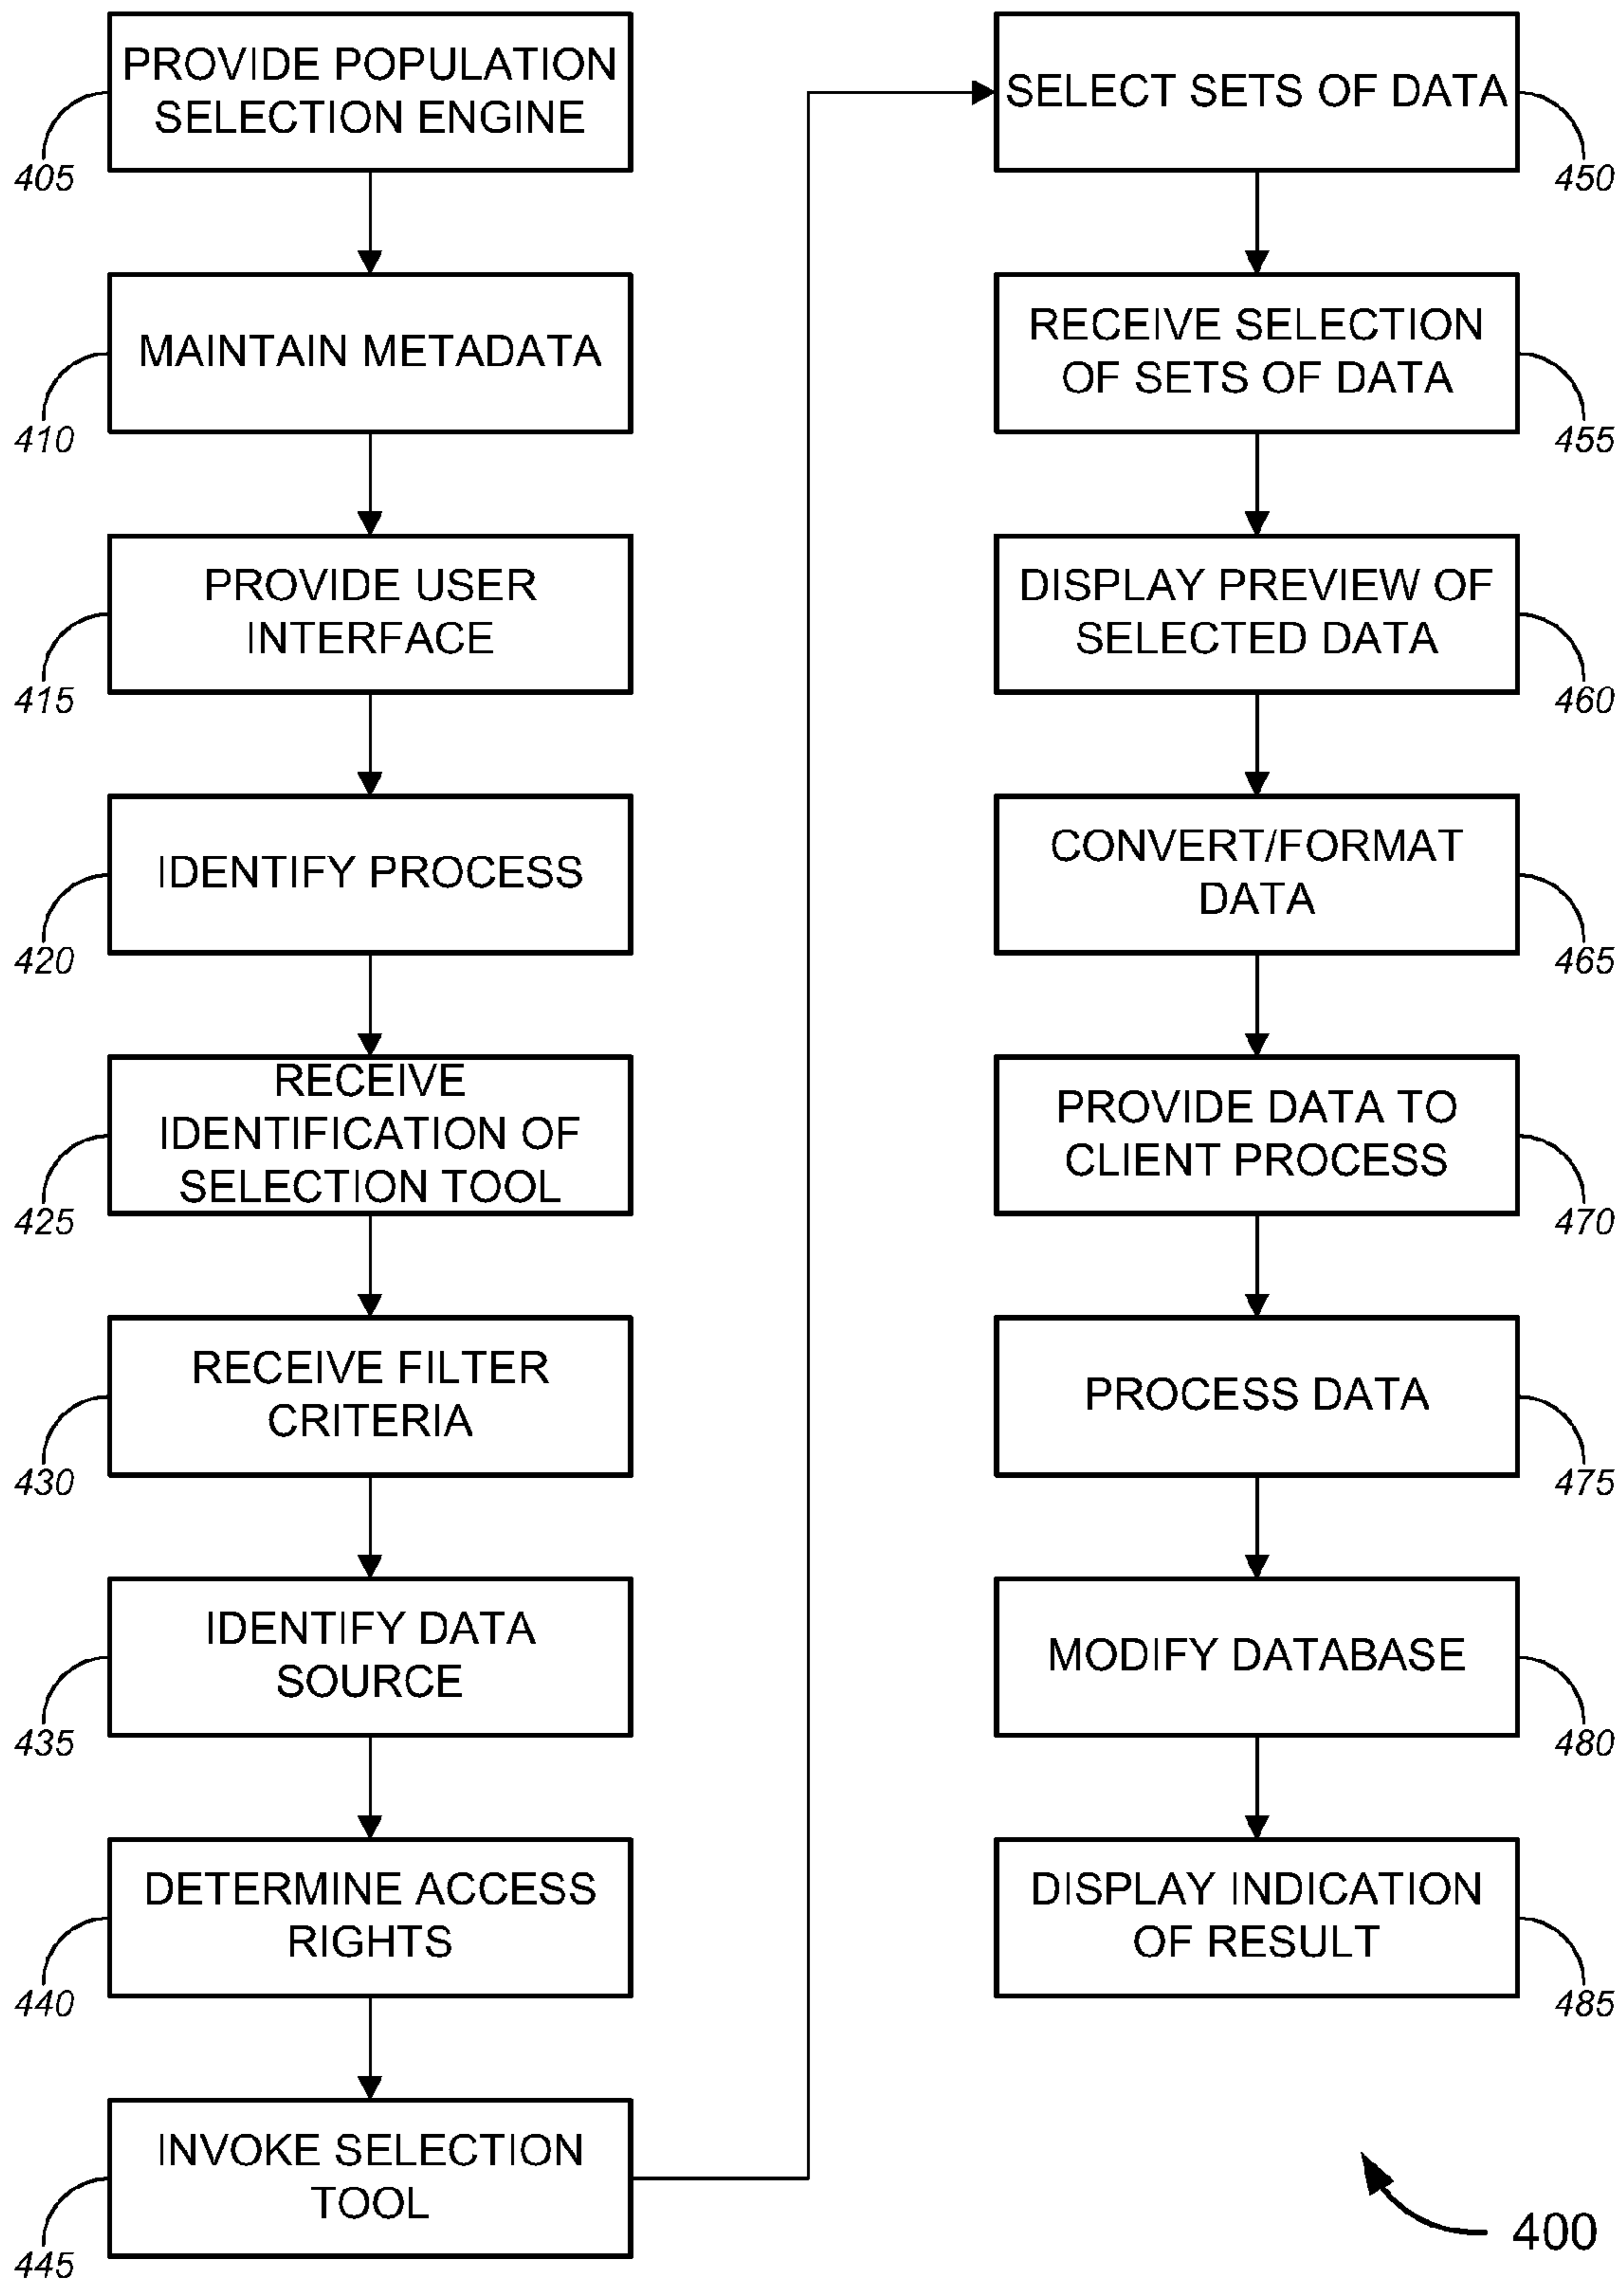 PROVIDE POPULATION
SELECTION ENGINE
405
MAINTAIN METADATA
410
PROVIDE USER
INTERFACE
415
IDENTIFY PROCESS
420
RECEIVE
IDENTIFICATION OF
SELECTION TOOL
425
RECEIVE FILTER
CRITERIA
430
IDENTIFY DATA
SOURCE
435
DETERMINE ACCESS
RIGHTS
440
INVOKE SELECTION
TOOL
445
SELECT SETS OF DATA
450
RECEIVE SELECTION
OF SETS OF DATA
455
DISPLAY PREVIEW OF
SELECTED DATA
460
CONVERT/FORMAT
DATA
465
PROVIDE DATA TO
CLIENT PROCESS
470
PROCESS DATA
475
MODIFY DATABASE
480
DISPLAY INDICATION
OF RESULT
485
400